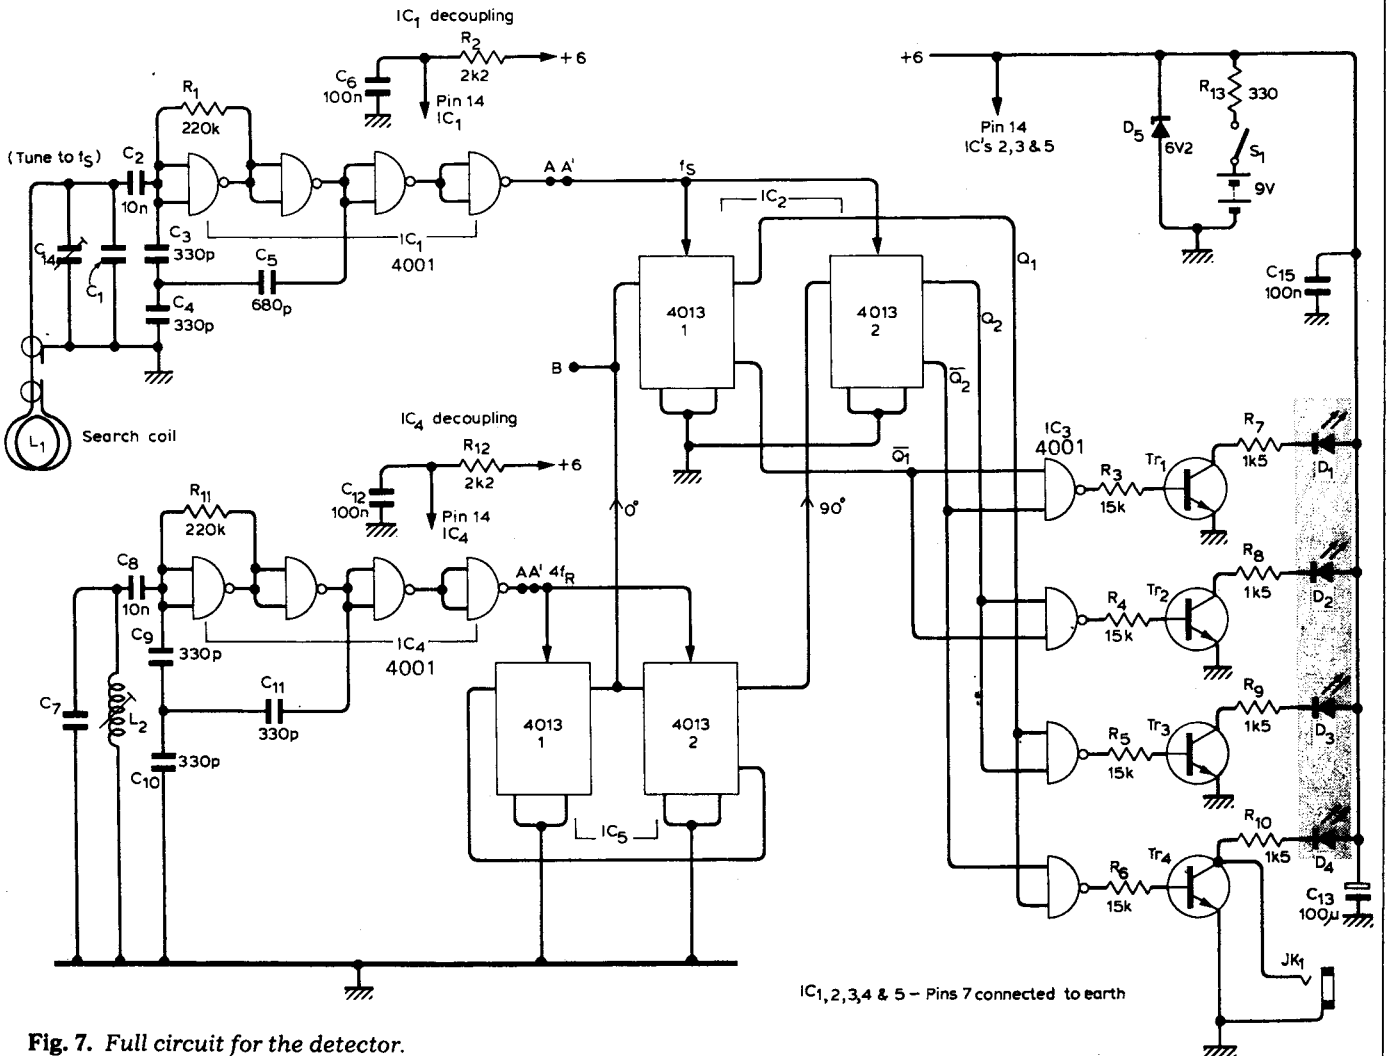 IC1 decoupling
R2
2k2
+6
C6
100n
Pin 14
IC1
R1
220k
(Tune to fS)
C2
10n
A A'
fS
IC2
C14
C1
C3
330p
C5
680p
C4
330p
IC1
4001
L1
Search coil
4013
1
4013
2
Q1
Q2
Q̅2
Q̅1
B
0°
90°
+6
Pin 14
IC's 2,3 & 5
D5
6V2
R13
330
S1
9V
C15
100n
IC4 decoupling
R12
2k2
+6
C12
100n
Pin 14
IC4
R11
220k
C8
10n
AA' 4fR
C9
330p
IC4
4001
C7
L2
C11
330p
C10
330p
4013
1
4013
2
IC5
IC3
4001
R3
15k
Tr1
R7
1k5
D1
R4
15k
Tr2
R8
1k5
D2
R5
15k
Tr3
R9
1k5
D3
R6
15k
Tr4
R10
1k5
D4
C13
100µ
JK1
IC1,2,3,4 & 5 – Pins 7 connected to earth
Fig. 7. Full circuit for the detector.